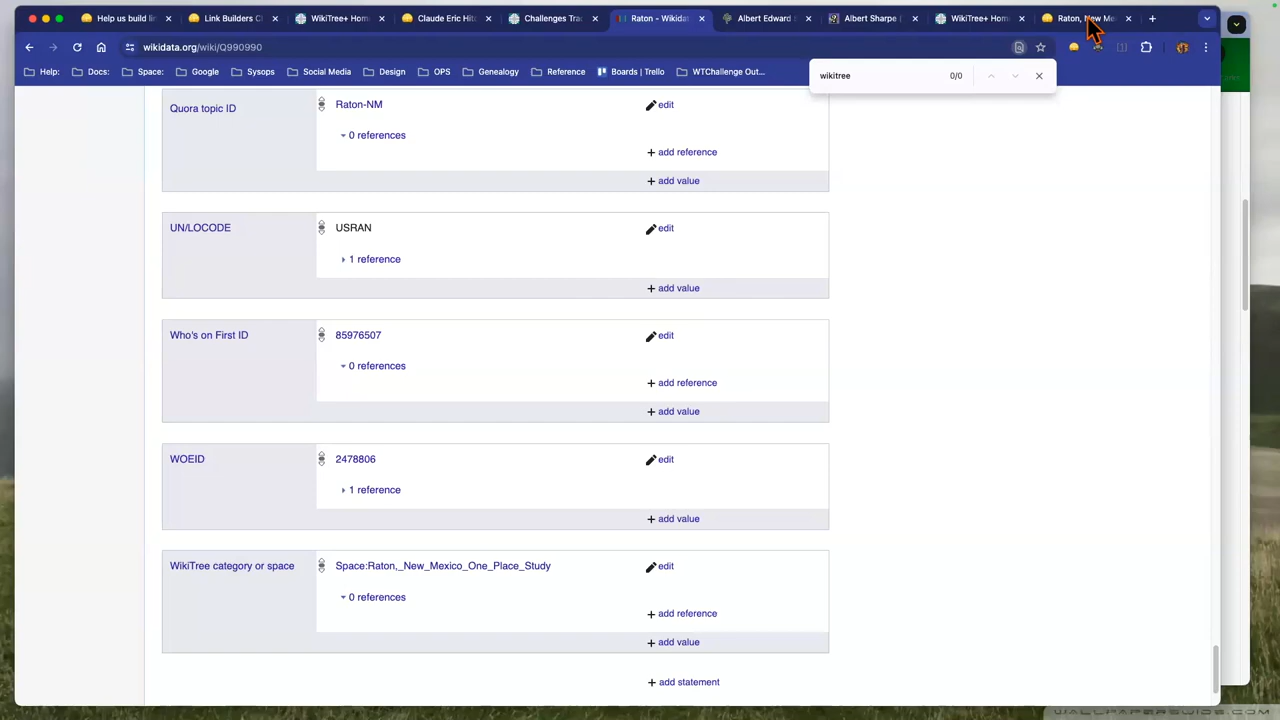 Help us build lin
Link Builders C
WikiTree+ Hom
Claude Eric Hitc
Challenges Trac
Raton - Wikidat
Albert Edward
Albert Sharpe (
WikiTree+ Hom
Raton, New Me
wikidata.org/wiki/Q990990
Help:
Docs:
Space:
Google
Sysops
Social Media
Design
OPS
Genealogy
Reference
Boards | Trello
WTChallenge Out...
wikitree
0/0
Quora topic ID
Raton-NM
edit
0 references
add reference
add value
UN/LOCODE
USRAN
edit
1 reference
add value
Who's on First ID
85976507
edit
0 references
add reference
add value
WOEID
2478806
edit
1 reference
add value
WikiTree category or space
Space:Raton,_New_Mexico_One_Place_Study
edit
0 references
add reference
add value
add statement